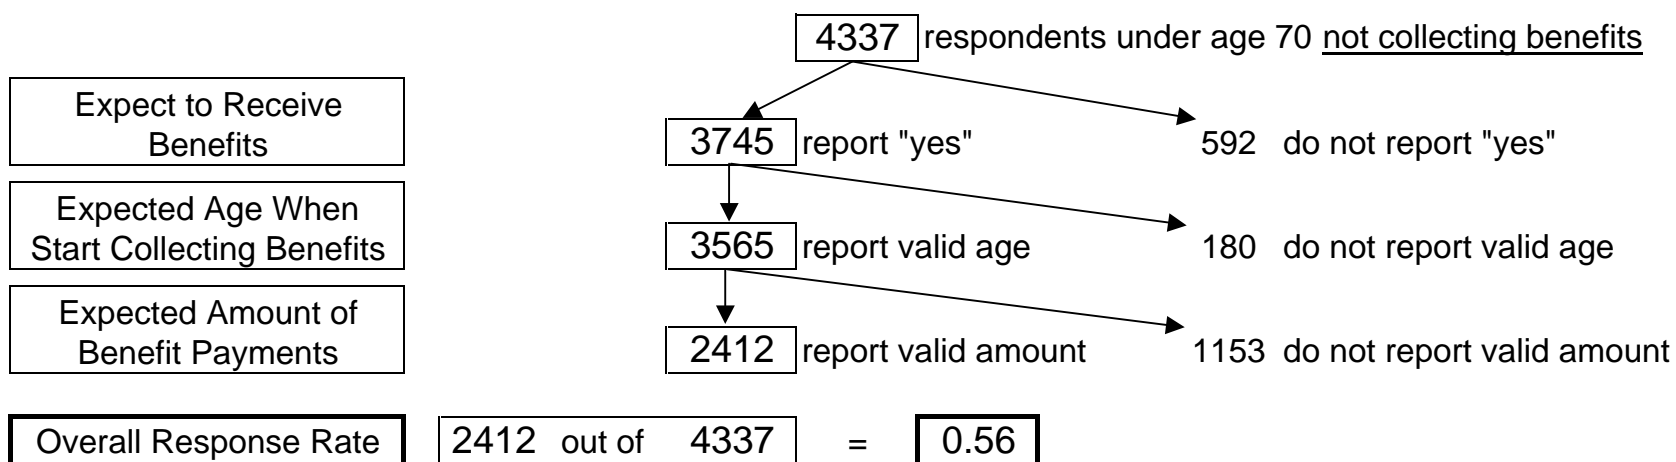 4337 respondents under age 70 not collecting benefits
Expect to Receive
Benefits
3745 report "yes" 592 do not report "yes"
Expected Age When
Start Collecting Benefits
3565 report valid age 180 do not report valid age
Expected Amount of
Benefit Payments
2412 report valid amount 1153 do not report valid amount
Overall Response Rate 2412 out of 4337 = 0.56